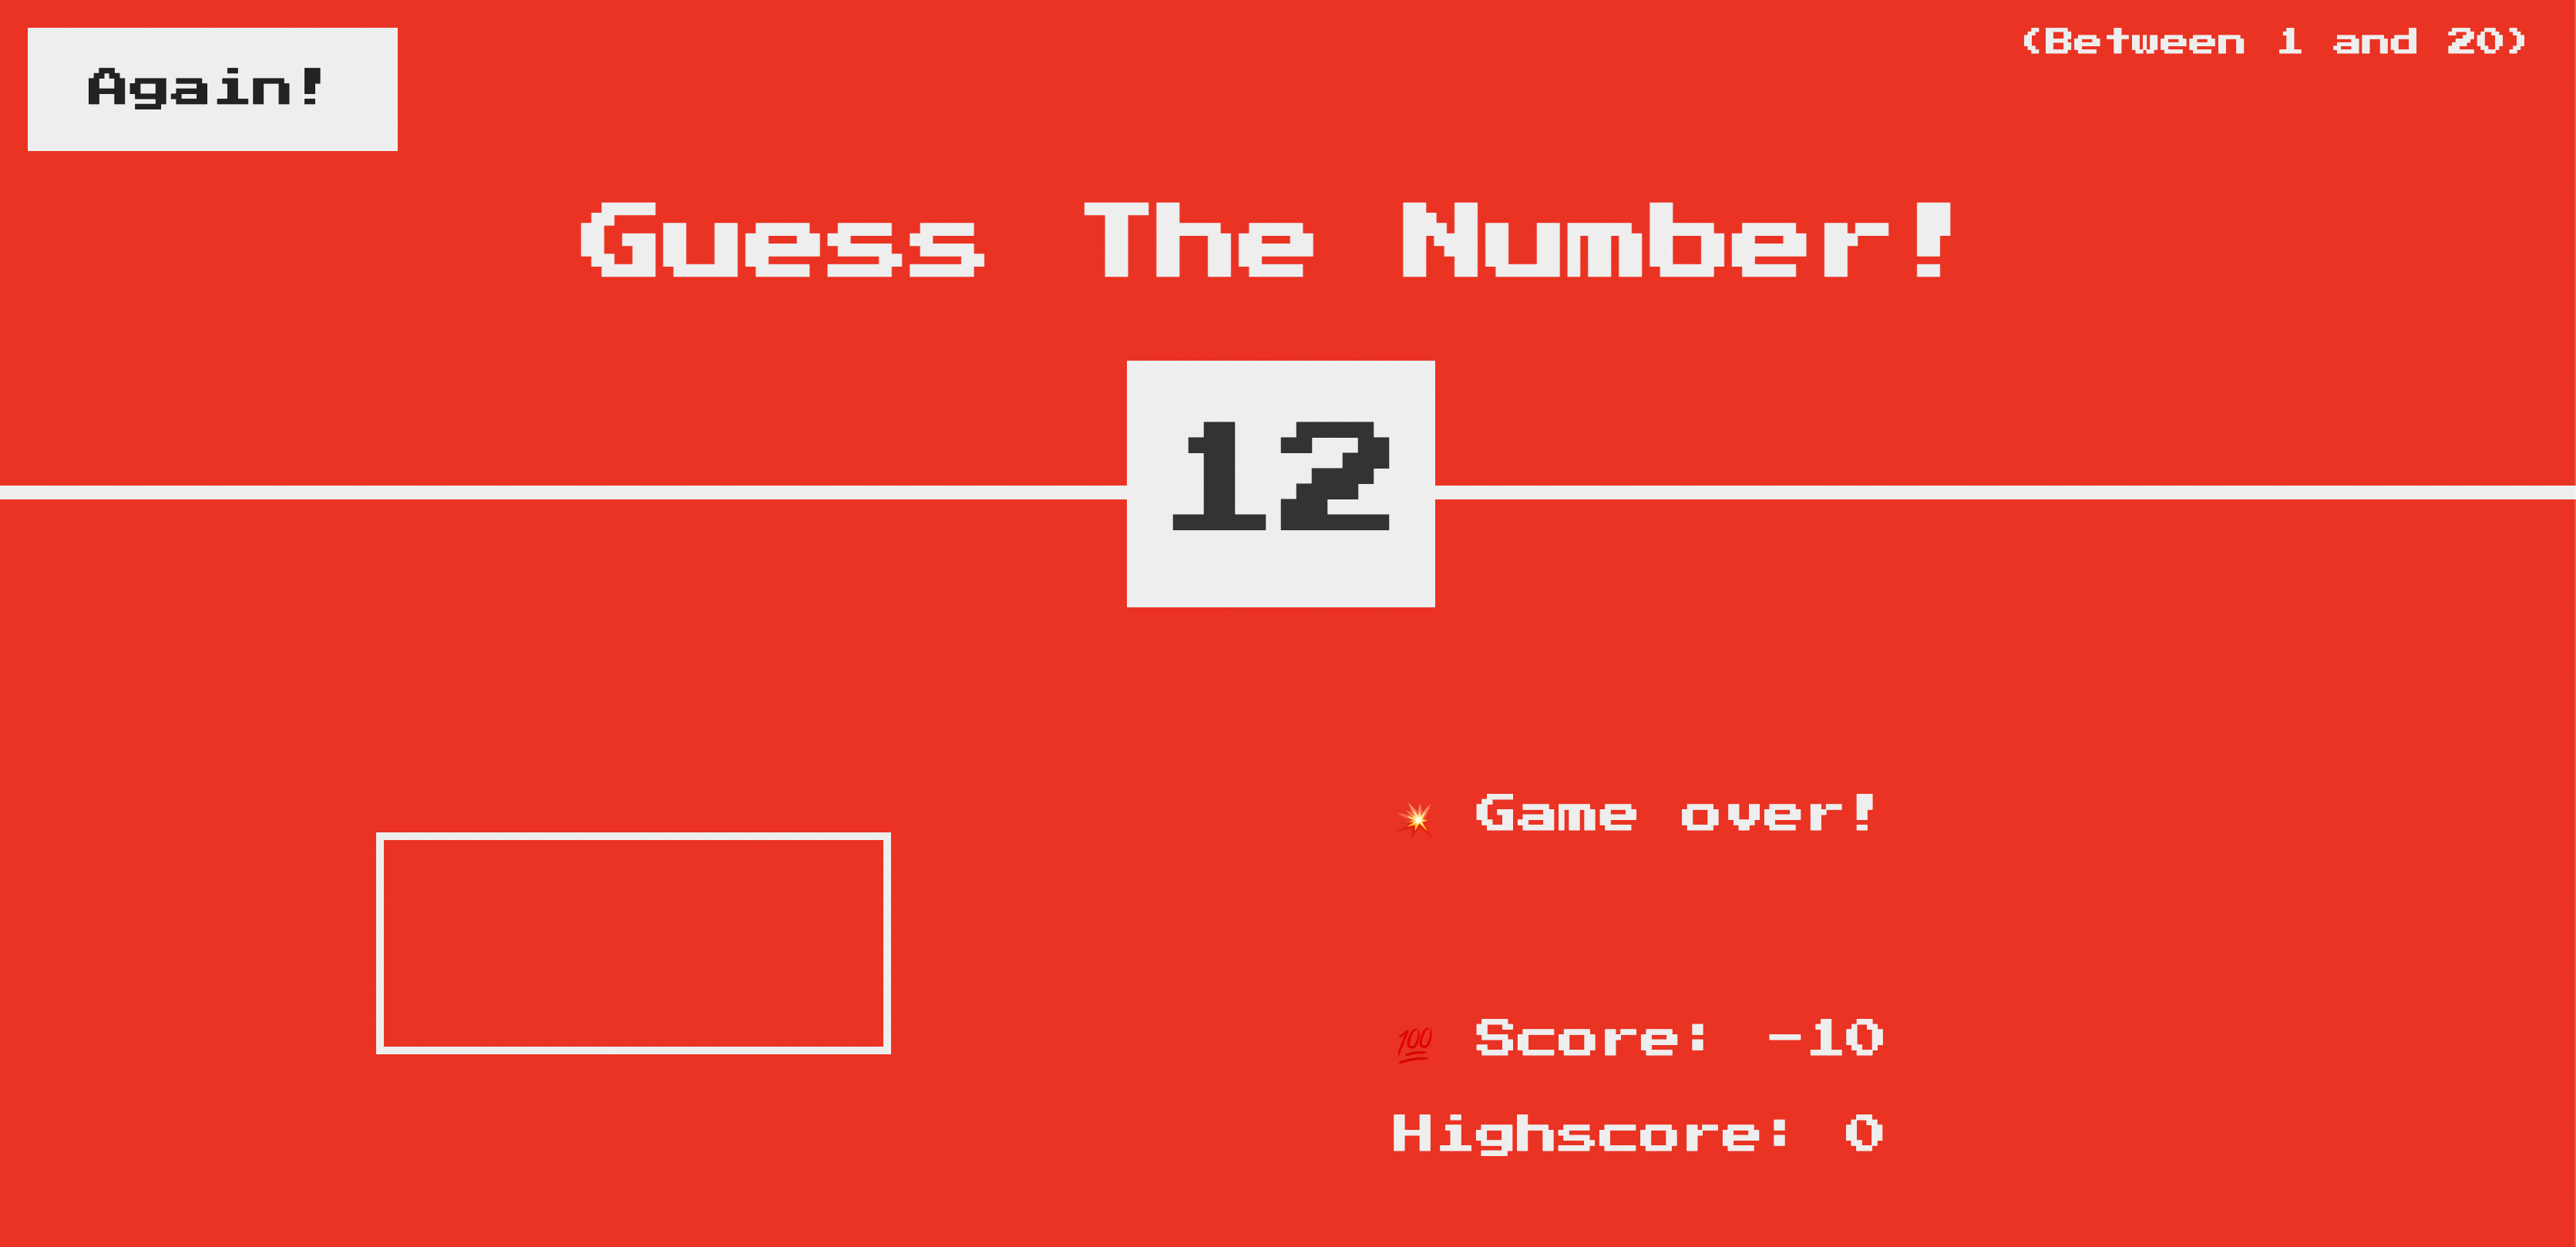 Again!
(Between 1 and 20)
Guess The Number!
12
💥 Game over!
💯 Score: -10
Highscore: 0